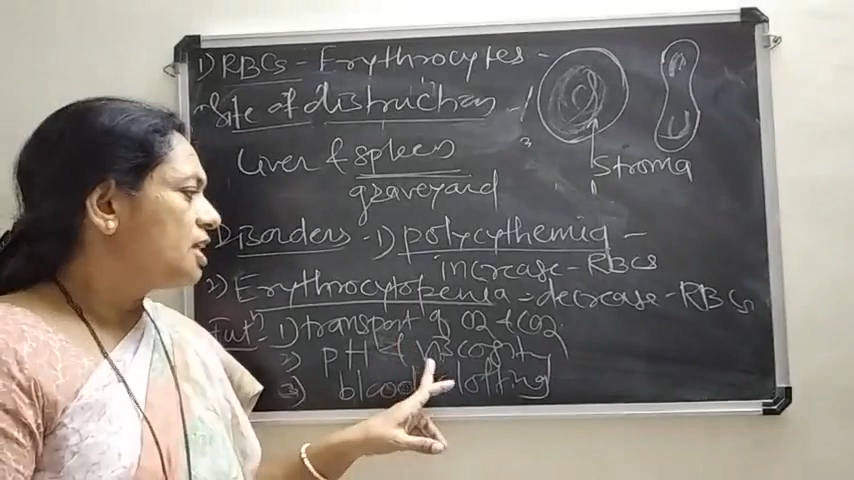 1) RBCs - Erythrocytes -
Site of distruction -
Liver & spleen
graveyard
Stroma
Disorders - 1) polycythemia -
increase - RBCs
2) Erythrocytopenia - decrease - RBCs
Fut^n - 1) transport of O2 & CO2
2) pH & viscosity
3) blood clotting